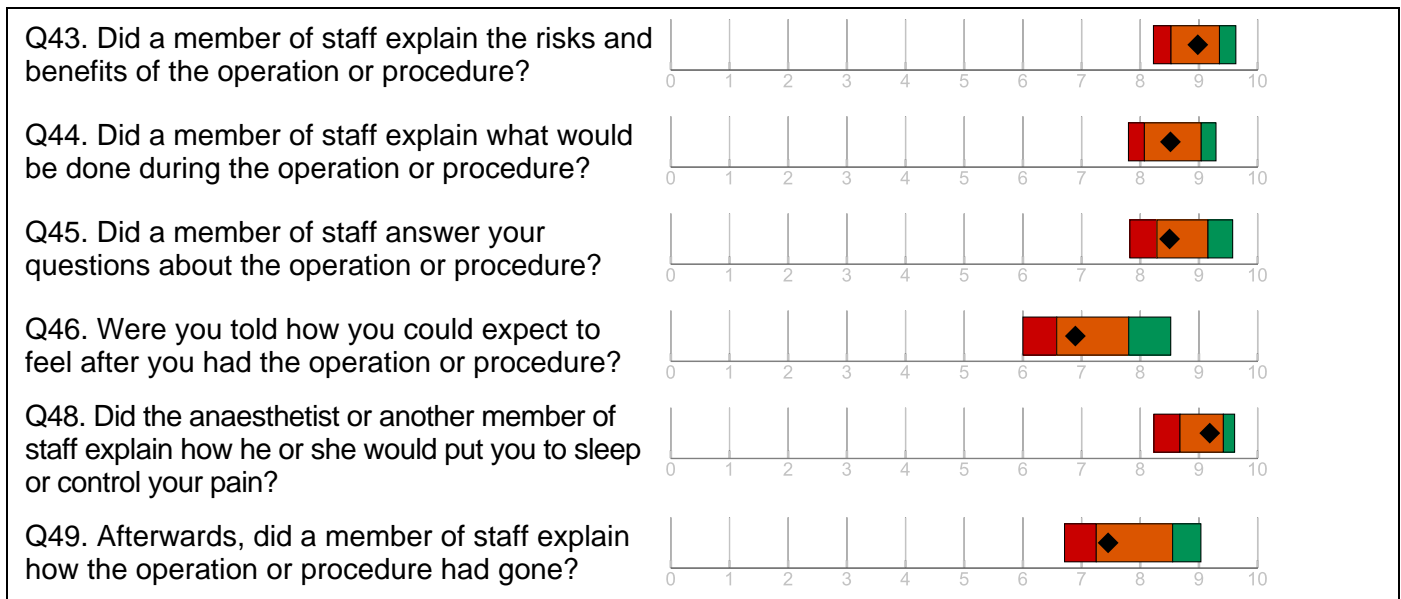 Q43. Did a member of staff explain the risks and
benefits of the operation or procedure?
0 1 2 3 4 5 6 7 8 9 10
Q44. Did a member of staff explain what would
be done during the operation or procedure?
0 1 2 3 4 5 6 7 8 9 10
Q45. Did a member of staff answer your
questions about the operation or procedure?
0 1 2 3 4 5 6 7 8 9 10
Q46. Were you told how you could expect to
feel after you had the operation or procedure?
0 1 2 3 4 5 6 7 8 9 10
Q48. Did the anaesthetist or another member of
staff explain how he or she would put you to sleep
or control your pain?
0 1 2 3 4 5 6 7 8 9 10
Q49. Afterwards, did a member of staff explain
how the operation or procedure had gone?
0 1 2 3 4 5 6 7 8 9 10